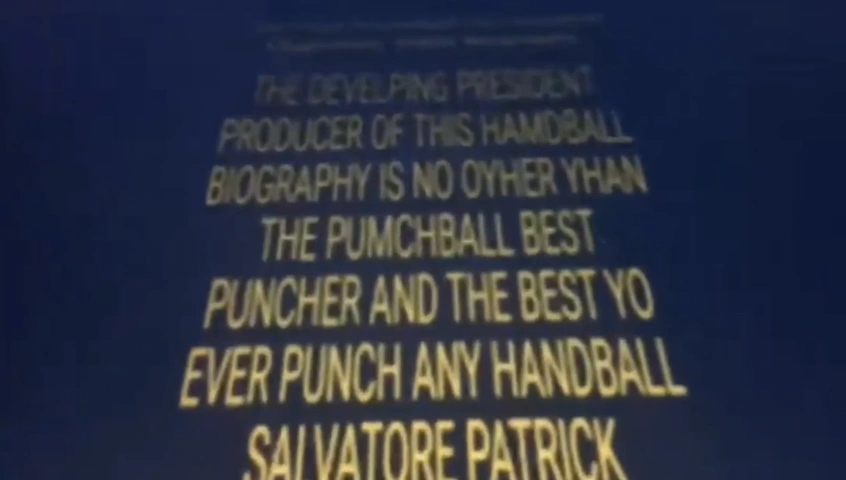 THE DEVELPING PRESIDENT
PRODUCER OF THIS HAMDBALL
BIOGRAPHY IS NO OYHER YHAN
THE PUMCHBALL BEST
PUNCHER AND THE BEST YO
EVER PUNCH ANY HANDBALL
SALVATORE PATRICK